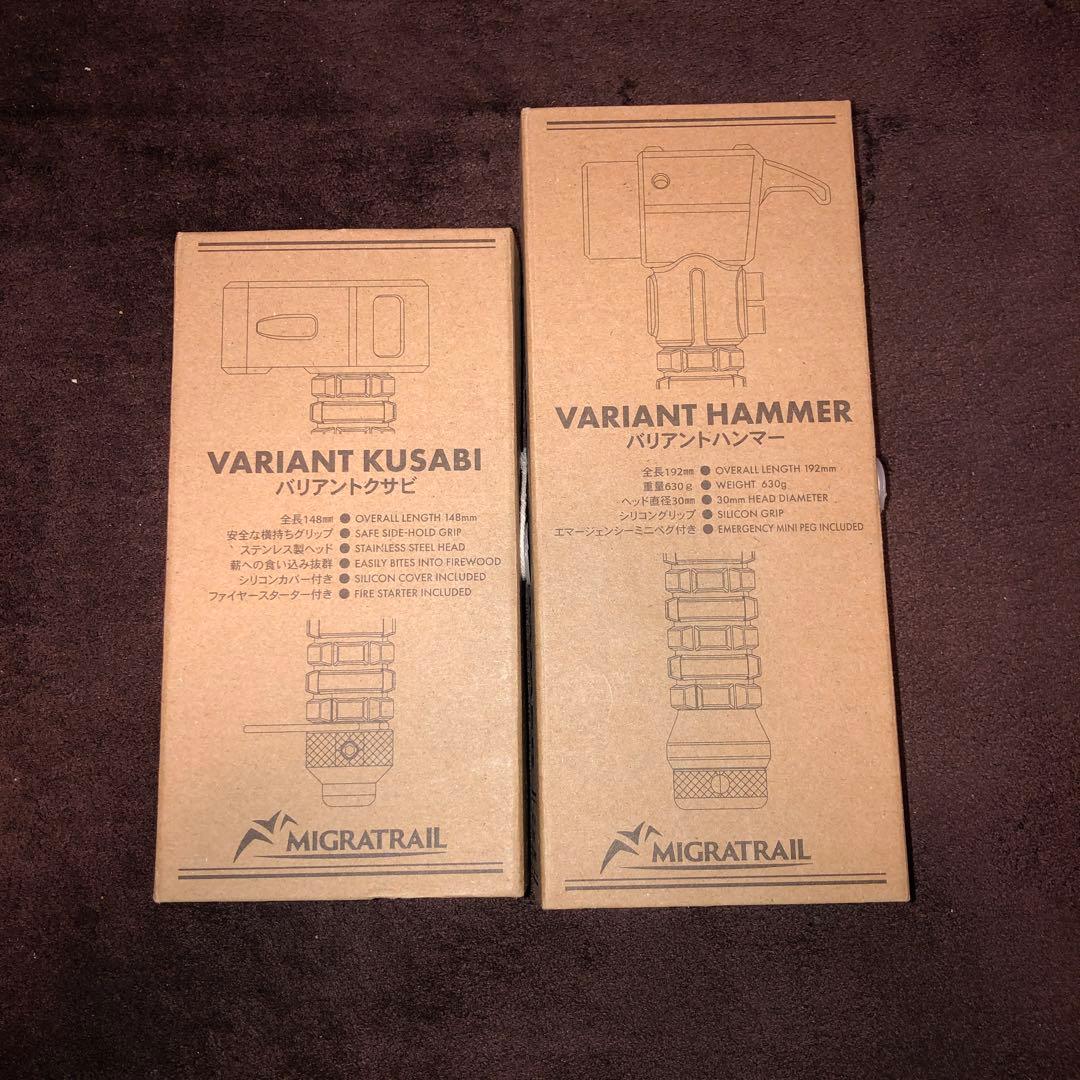 VARIANT KUSABI
バリアントクサビ
全長148㎜ ● OVERALL LENGTH 148mm
安全な横持ちグリップ ● SAFE SIDE-HOLD GRIP
ステンレス製ヘッド ● STAINLESS STEEL HEAD
薪への食い込み抜群 ● EASILY BITES INTO FIREWOOD
シリコンカバー付き ● SILICON COVER INCLUDED
ファイヤースターター付き ● FIRE STARTER INCLUDED
MIGRATRAIL
VARIANT HAMMER
バリアントハンマー
全長192㎜ ● OVERALL LENGTH 192mm
重量630g ● WEIGHT 630g
ヘッド直径30㎜ ● 30mm HEAD DIAMETER
シリコングリップ ● SILICON GRIP
エマージェンシーミニペグ付き ● EMERGENCY MINI PEG INCLUDED
MIGRATRAIL